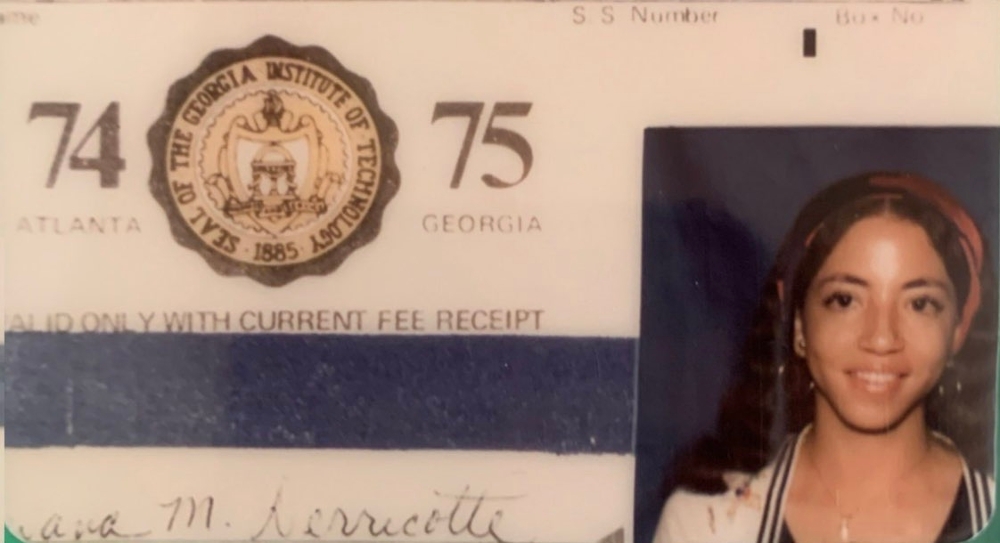 S S Number Box No
74 75
SEAL OF THE GEORGIA INSTITUTE OF TECHNOLOGY
1885
ATLANTA GEORGIA
ALID ONLY WITH CURRENT FEE RECEIPT
M. Derricotte